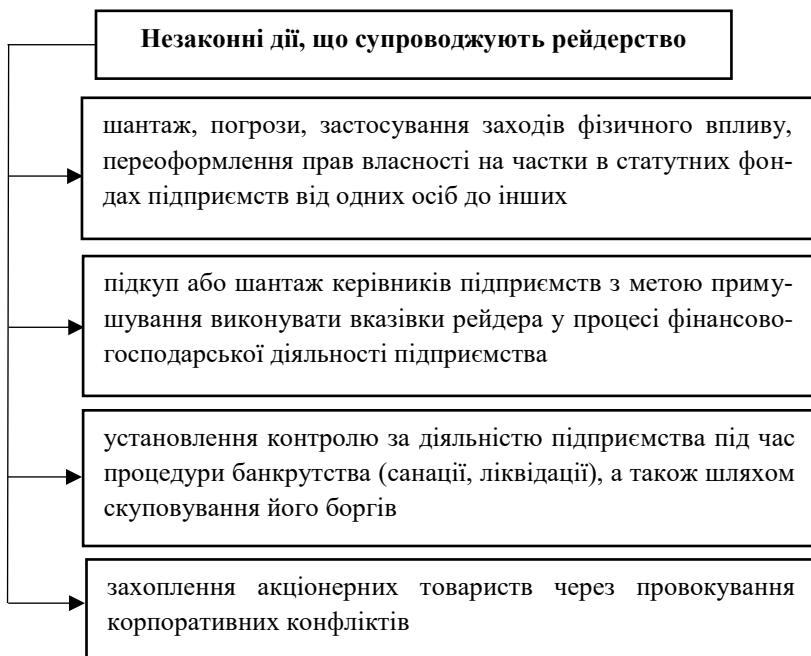 Незаконні дії, що супроводжують рейдерство
шантаж, погрози, застосування заходів фізичного впливу,
переоформлення прав власності на частки в статутних фон-
дах підприємств від одних осіб до інших
підкуп або шантаж керівників підприємств з метою приму-
шування виконувати вказівки рейдера у процесі фінансово-
господарської діяльності підприємства
установлення контролю за діяльністю підприємства під час
процедури банкрутства (санації, ліквідації), а також шляхом
скуповування його боргів
захоплення акціонерних товариств через провокування
корпоративних конфліктів